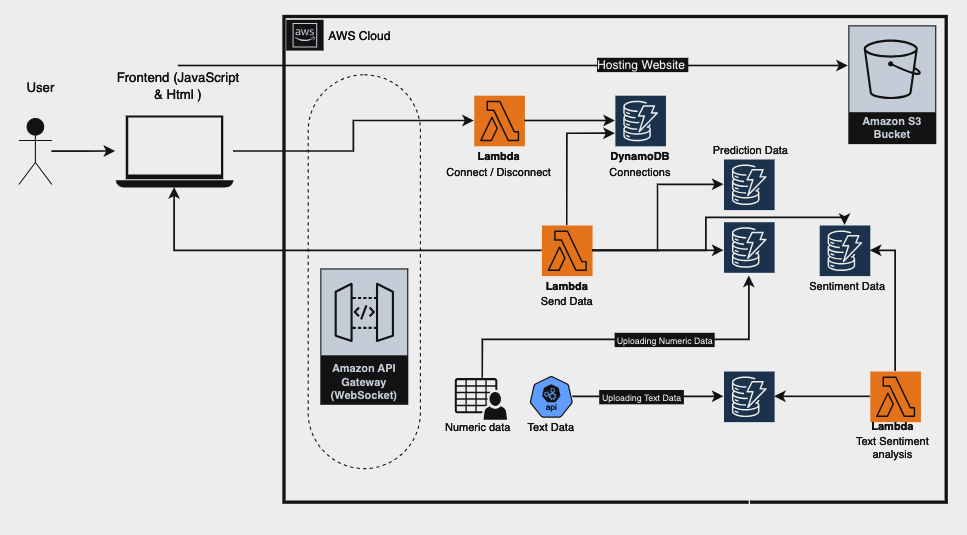 aws
AWS Cloud
Hosting Website
User
Frontend (JavaScript
& Html )
Amazon S3
Bucket
Lambda
Connect / Disconnect
DynamoDB
Connections
Prediction Data
Lambda
Send Data
Sentiment Data
</>
Amazon API
Gateway
(WebSocket)
Uploading Numeric Data
api
Uploading Text Data
Numeric data
Text Data
Lambda
Text Sentiment
analysis